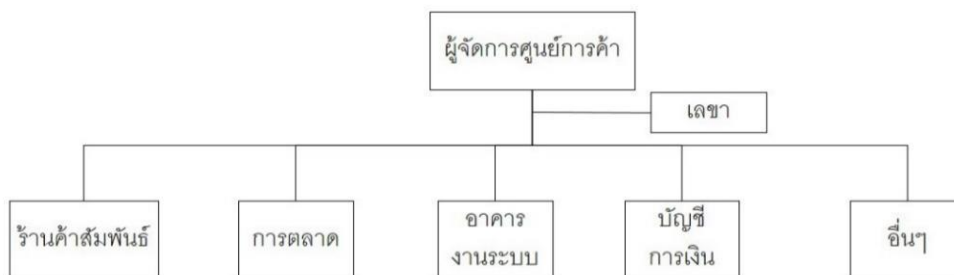 ผู้จัดการศูนย์การค้า
เลขา
ร้านค้าสัมพันธ์
การตลาด
อาคาร
งานระบบ
บัญชี
การเงิน
อื่นๆ